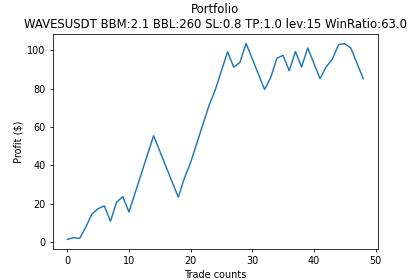 Portfolio
WAVESUSDT BBM:2.1 BBL:260 SL:0.8 TP:1.0 lev:15 WinRatio:63.0
100
80
60
40
20
0
Profit ($)
0 10 20 30 40 50
Trade counts